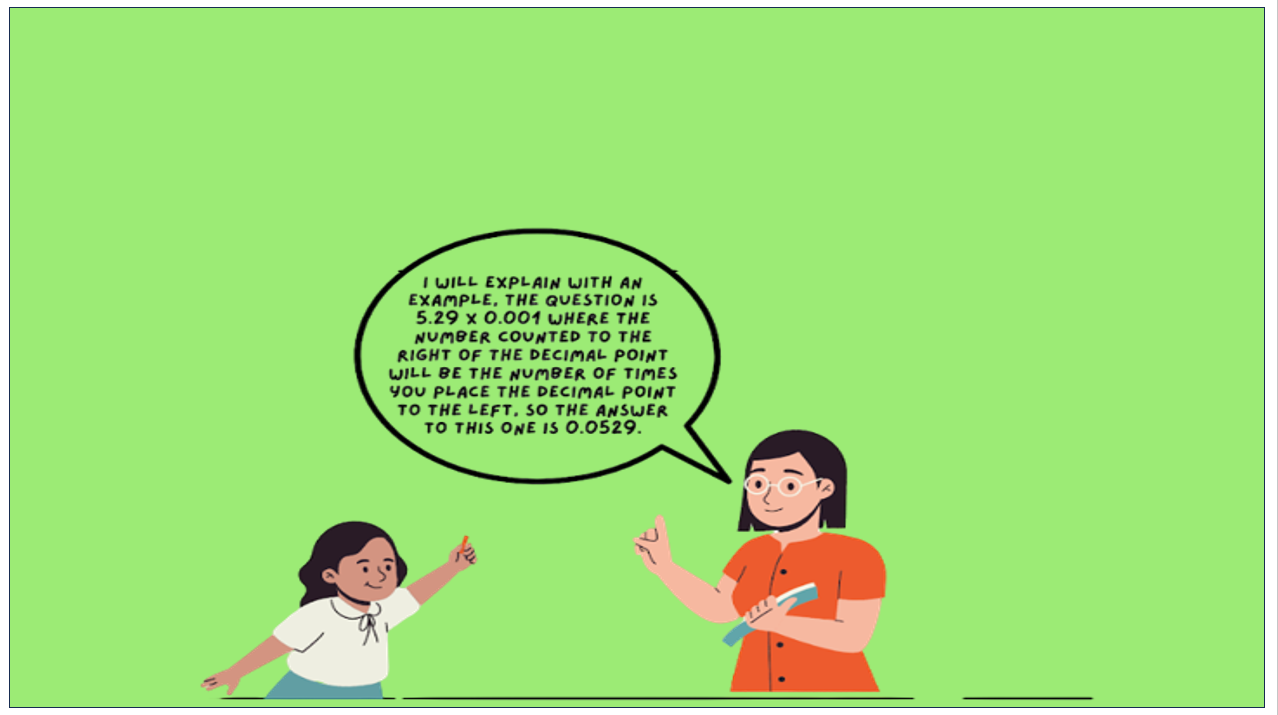 I WILL EXPLAIN WITH AN
EXAMPLE, THE QUESTION IS
5.29 x 0.001 WHERE THE
NUMBER COUNTED TO THE
RIGHT OF THE DECIMAL POINT
WILL BE THE NUMBER OF TIMES
YOU PLACE THE DECIMAL POINT
TO THE LEFT, SO THE ANSWER
TO THIS ONE IS 0.0529.